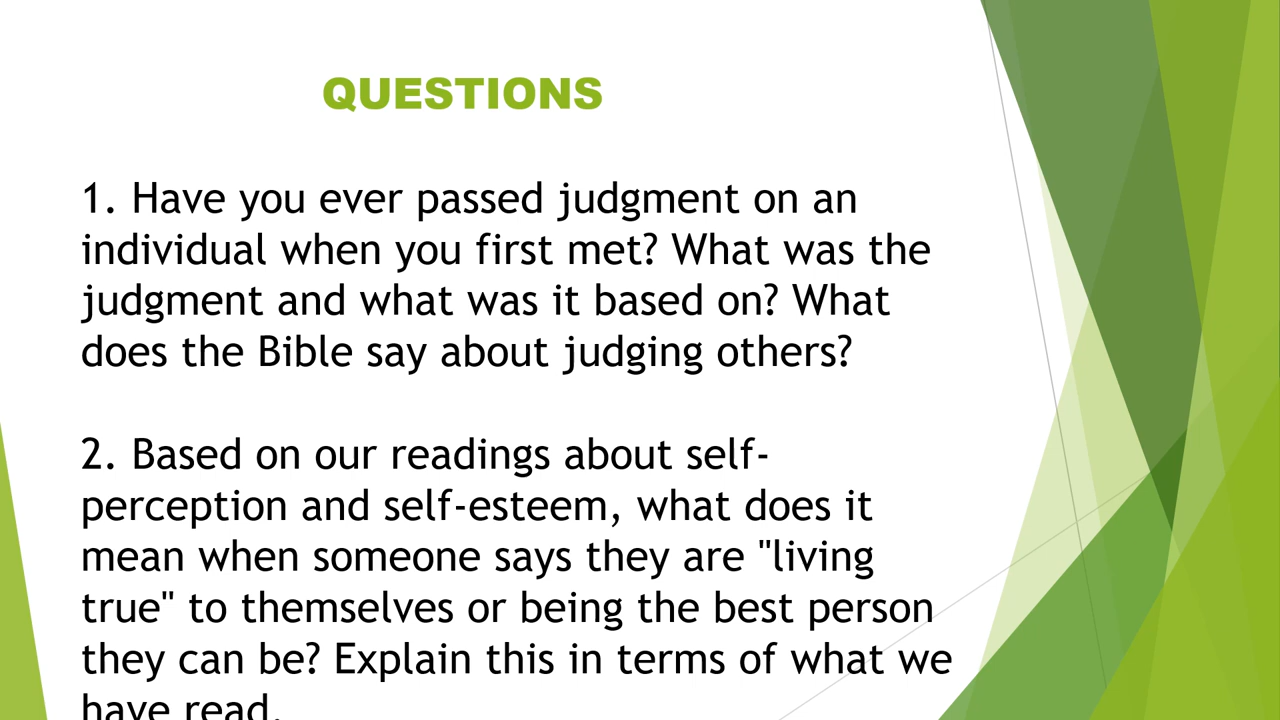 QUESTIONS
1. Have you ever passed judgment on an
individual when you first met? What was the
judgment and what was it based on? What
does the Bible say about judging others?
2. Based on our readings about self-
perception and self-esteem, what does it
mean when someone says they are "living
true" to themselves or being the best person
they can be? Explain this in terms of what we
have read.